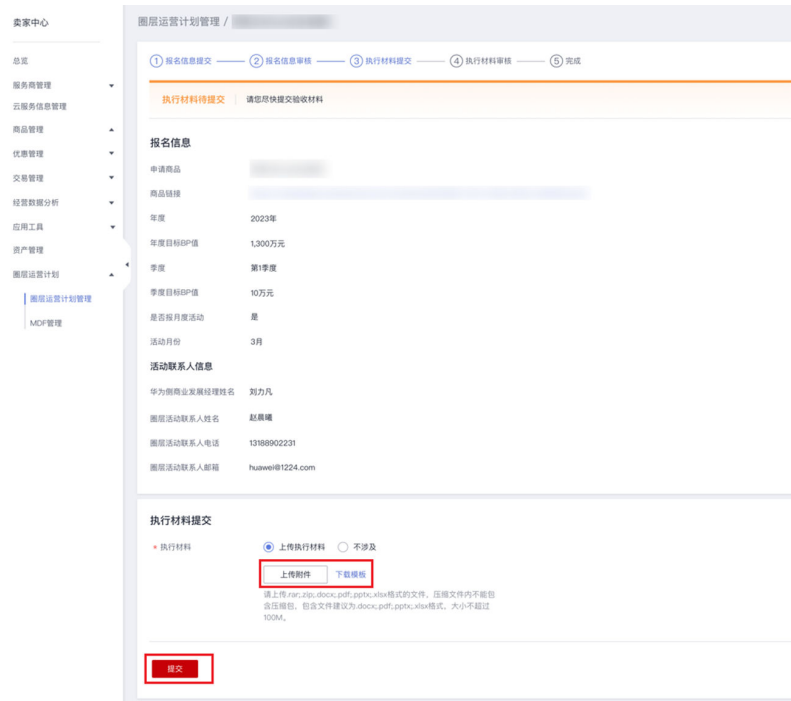 卖家中心
圈层运营计划管理 /
总览
服务商管理
云服务信息管理
商品管理
优惠管理
交易管理
经营数据分析
应用工具
资产管理
圈层运营计划
圈层运营计划管理
MDF管理
1 报名信息提交 2 报名信息审核 3 执行材料提交 4 执行材料审核 5 完成
执行材料待提交 请您尽快提交验收材料
报名信息
申请商品
商品链接
年度 2023年
年度目标BP值 1,300万元
季度 第1季度
季度目标BP值 10万元
是否报月度活动 是
活动月份 3月
活动联系人信息
华为侧商业发展经理姓名 刘力凡
圈层活动联系人姓名 赵晨曦
圈层活动联系人电话 13188902231
圈层活动联系人邮箱 huawei@1224.com
执行材料提交
* 执行材料 上传执行材料 不涉及
上传附件 下载模板
请上传.rar;.zip;.docx;.pdf;.pptx;.xlsx格式的文件、压缩文件内不能包
含压缩包、包含文件建议为.docx;.pdf;.pptx;.xlsx格式、大小不超过
100M。
提交